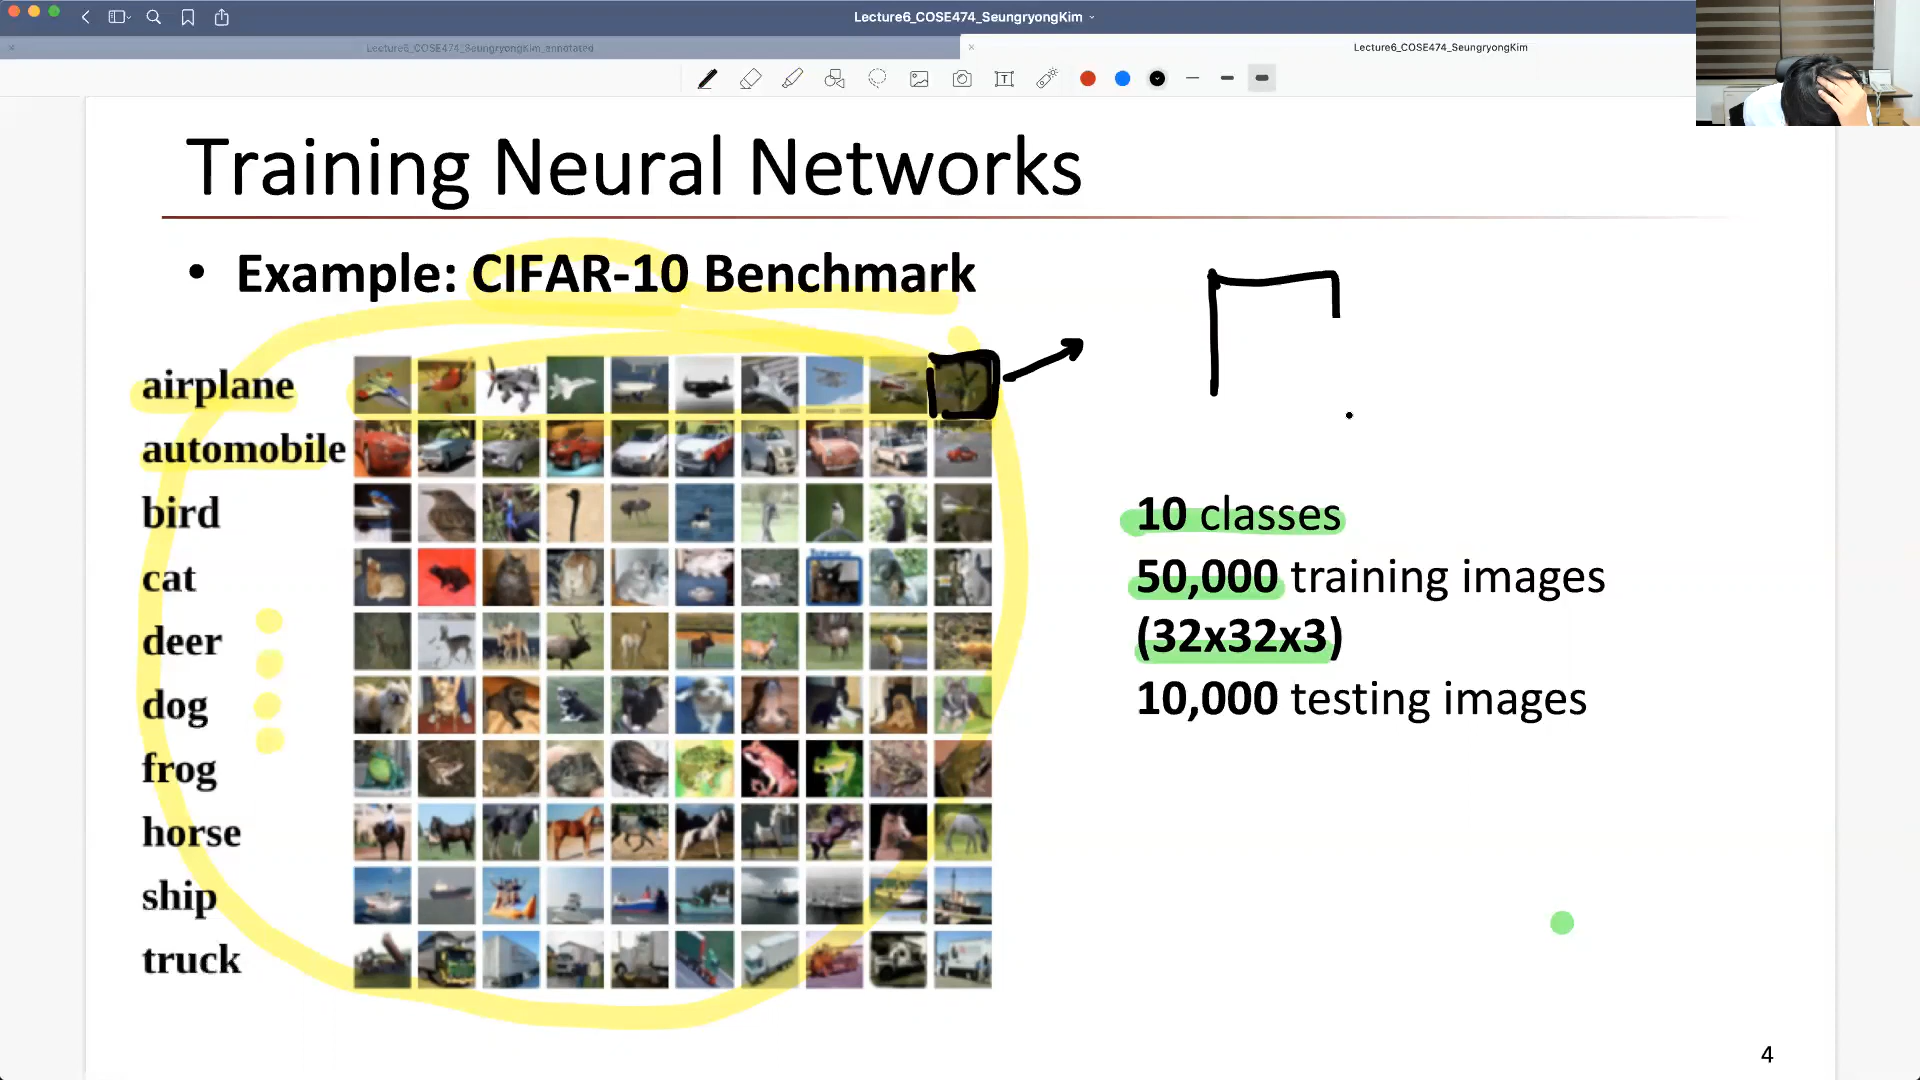 Lecture6_COSE474_SeungryongKim
Lecture6_COSE474_SeungryongKim_annotated
Lecture6_COSE474_SeungryongKim
Training Neural Networks
• Example: CIFAR-10 Benchmark
airplane
automobile
bird
cat
deer
dog
frog
horse
ship
truck
10 classes
50,000 training images
(32x32x3)
10,000 testing images
4